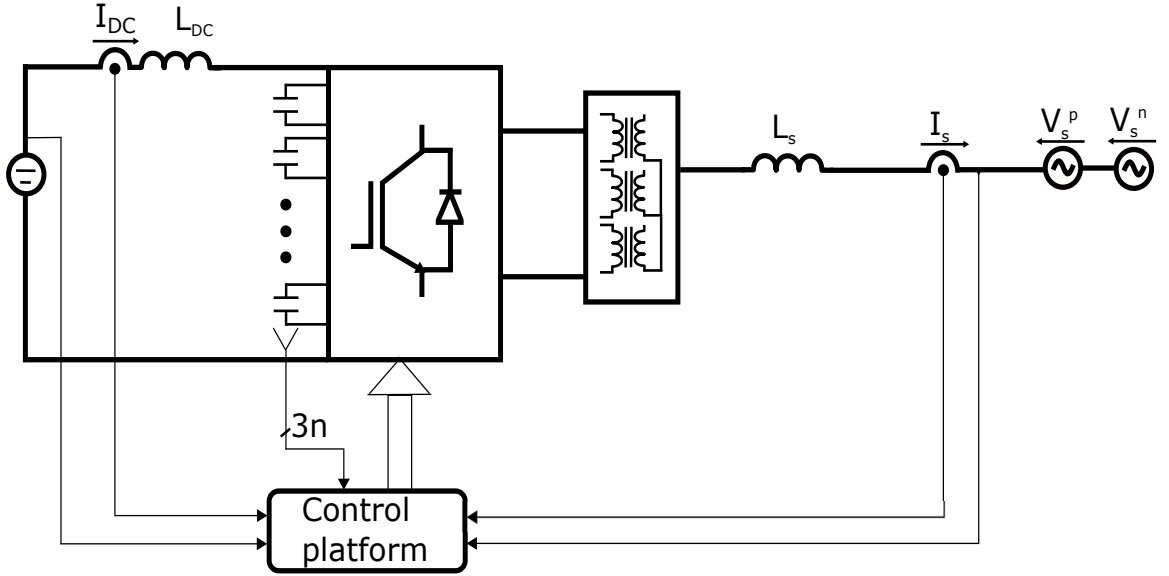 I_DC
L_DC
L_s
I_s
V_s^p
V_s^n
3n
Control
platform